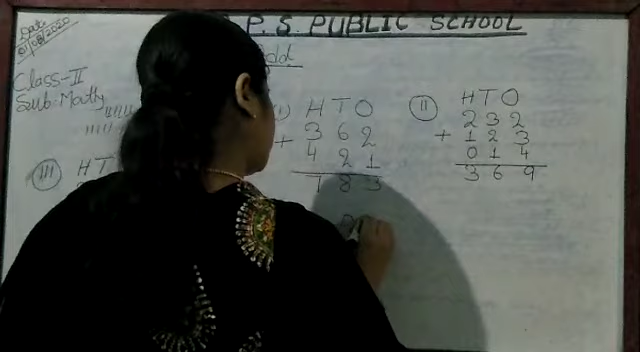 P. S. PUBLIC SCHOOL
Date
01/08/2020
Add
Class-II
Sub: Maths
H T O
3 6 2
+
4 2 1
7 8 3
II
H T O
2 3 2
+ 1 2 3
0 1 4
3 6 9
III
H T